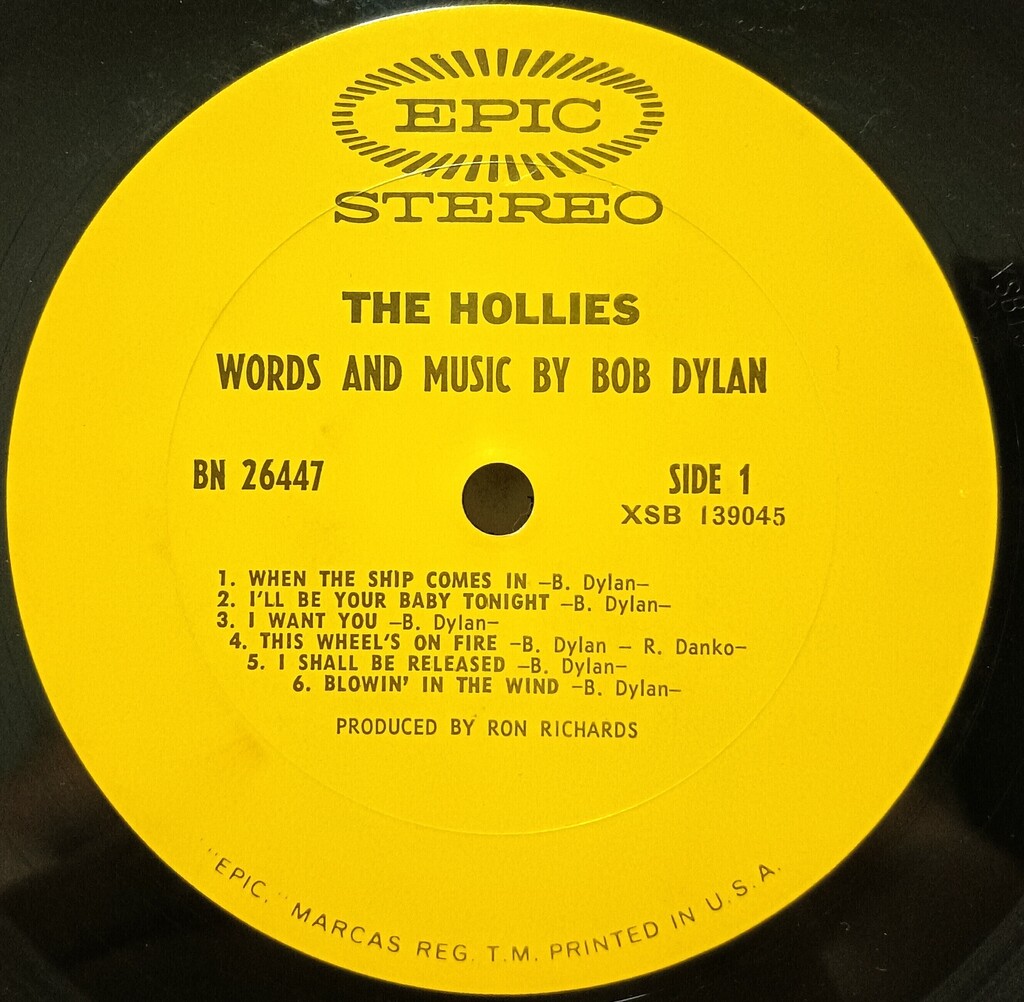 EPIC
STEREO
THE HOLLIES
WORDS AND MUSIC BY BOB DYLAN
BN 26447
SIDE 1
XSB 139045
1. WHEN THE SHIP COMES IN –B. Dylan–
2. I'LL BE YOUR BABY TONIGHT –B. Dylan–
3. I WANT YOU –B. Dylan–
4. THIS WHEEL'S ON FIRE –B. Dylan – R. Danko–
5. I SHALL BE RELEASED –B. Dylan–
6. BLOWIN' IN THE WIND –B. Dylan–
PRODUCED BY RON RICHARDS
"EPIC," MARCAS REG. T.M. PRINTED IN U.S.A.